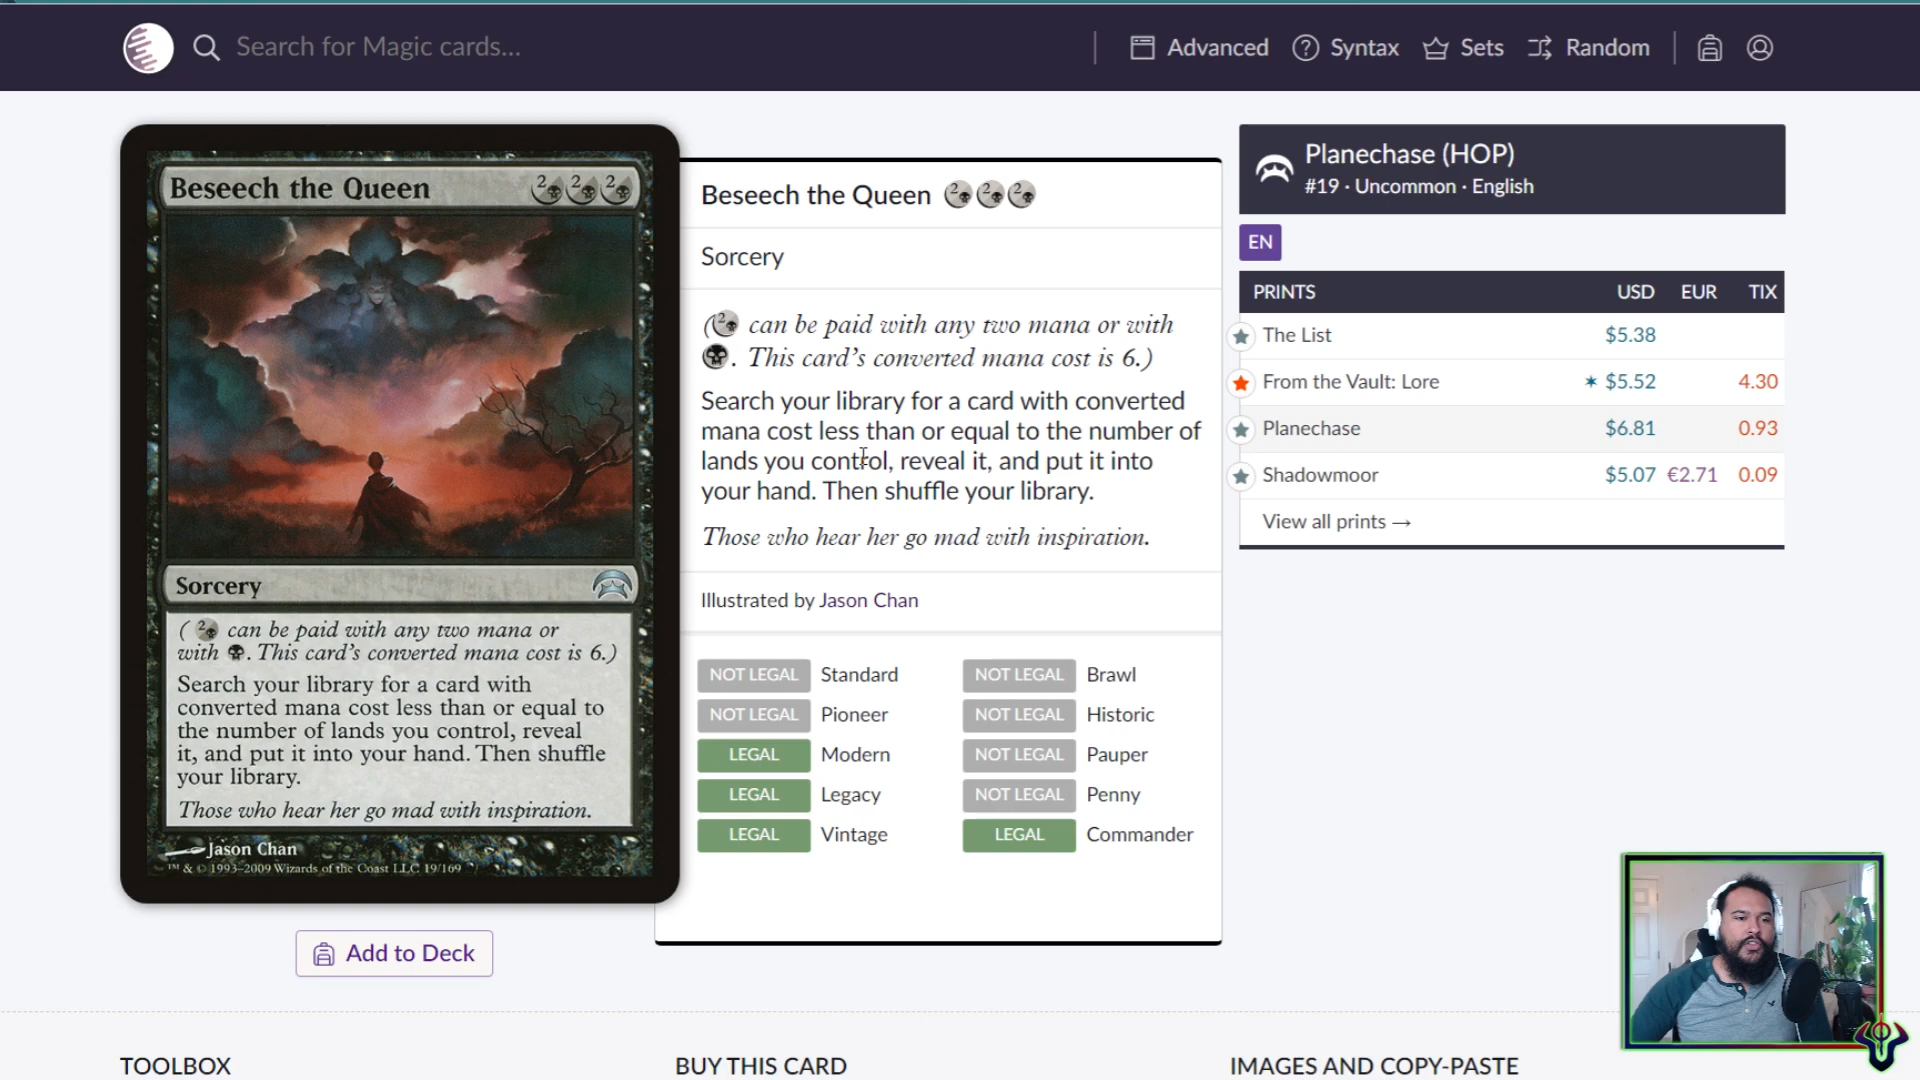 Search for Magic cards...
Advanced
Syntax
Sets
Random
Beseech the Queen 2 2 2
Sorcery
( 2 can be paid with any two mana or
with . This card's converted mana cost is 6.)
Search your library for a card with
converted mana cost less than or equal to
the number of lands you control, reveal
it, and put it into your hand. Then shuffle
your library.
Those who hear her go mad with inspiration.
Jason Chan
™ & © 1993–2009 Wizards of the Coast LLC 19/169
Add to Deck
Beseech the Queen 2 2 2
Sorcery
(2 can be paid with any two mana or with
. This card's converted mana cost is 6.)
Search your library for a card with converted
mana cost less than or equal to the number of
lands you control, reveal it, and put it into
your hand. Then shuffle your library.
Those who hear her go mad with inspiration.
Illustrated by Jason Chan
NOT LEGAL Standard NOT LEGAL Brawl
NOT LEGAL Pioneer NOT LEGAL Historic
LEGAL Modern NOT LEGAL Pauper
LEGAL Legacy NOT LEGAL Penny
LEGAL Vintage LEGAL Commander
Planechase (HOP)
#19 · Uncommon · English
EN
PRINTS USD EUR TIX
The List $5.38
From the Vault: Lore ✶ $5.52 4.30
Planechase $6.81 0.93
Shadowmoor $5.07 €2.71 0.09
View all prints →
TOOLBOX
BUY THIS CARD
IMAGES AND COPY-PASTE